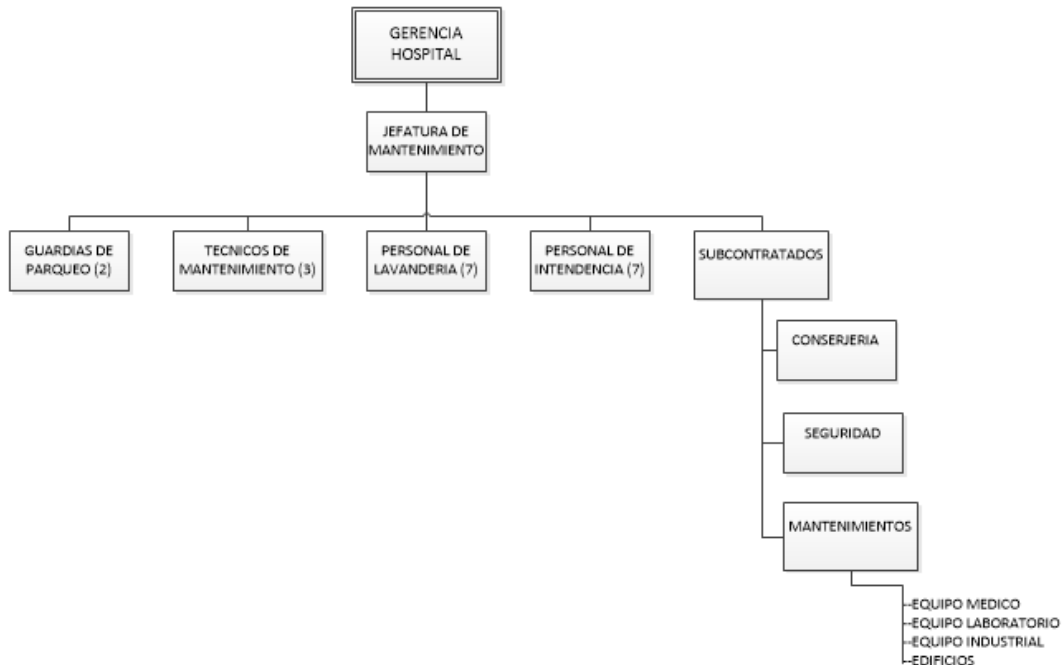 GERENCIA
HOSPITAL
JEFATURA DE
MANTENIMIENTO
GUARDIAS DE
PARQUEO (2)
TECNICOS DE
MANTENIMIENTO (3)
PERSONAL DE
LAVANDERIA (7)
PERSONAL DE
INTENDENCIA (7)
SUBCONTRATADOS
CONSERJERIA
SEGURIDAD
MANTENIMIENTOS
EQUIPO MEDICO
EQUIPO LABORATORIO
EQUIPO INDUSTRIAL
EDIFICIOS